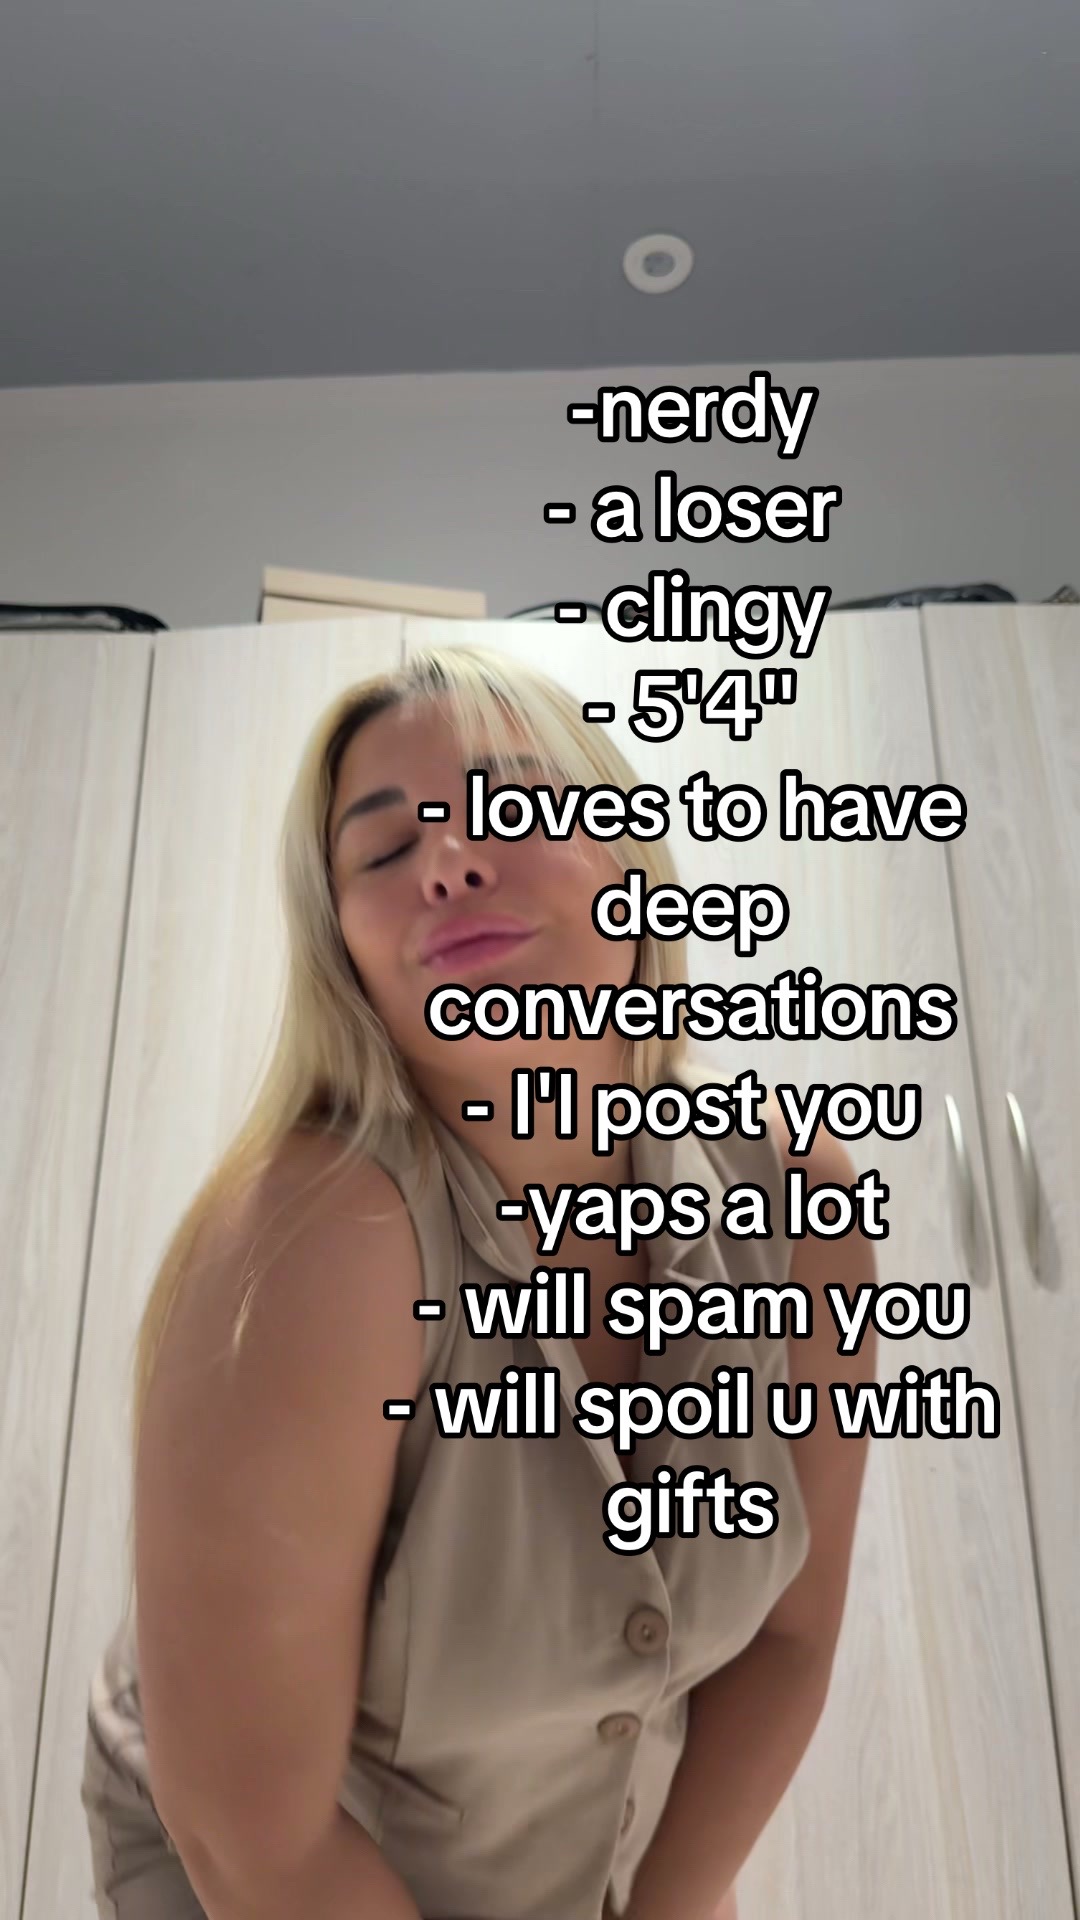 -nerdy
- a loser
- clingy
- 5'4"
- loves to have
deep
conversations
- I'l post you
-yaps a lot
- will spam you
- will spoil u with
gifts